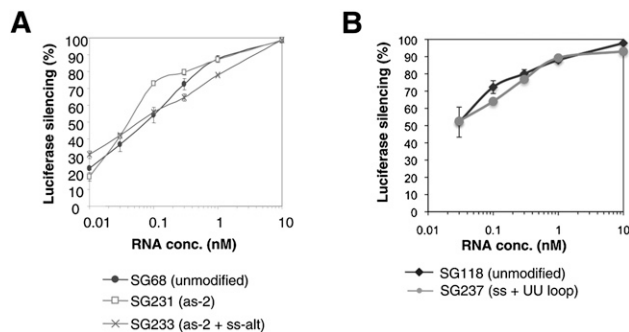 A
Luciferase silencing (%)
100
90
80
70
60
50
40
30
20
10
0
0.01
0.1
1
10
RNA conc. (nM)
SG68 (unmodified)
SG231 (as-2)
SG233 (as-2 + ss-alt)
B
Luciferase silencing (%)
100
90
80
70
60
50
40
30
20
10
0
0.01
0.1
1
10
RNA conc. (nM)
SG118 (unmodified)
SG237 (ss + UU loop)